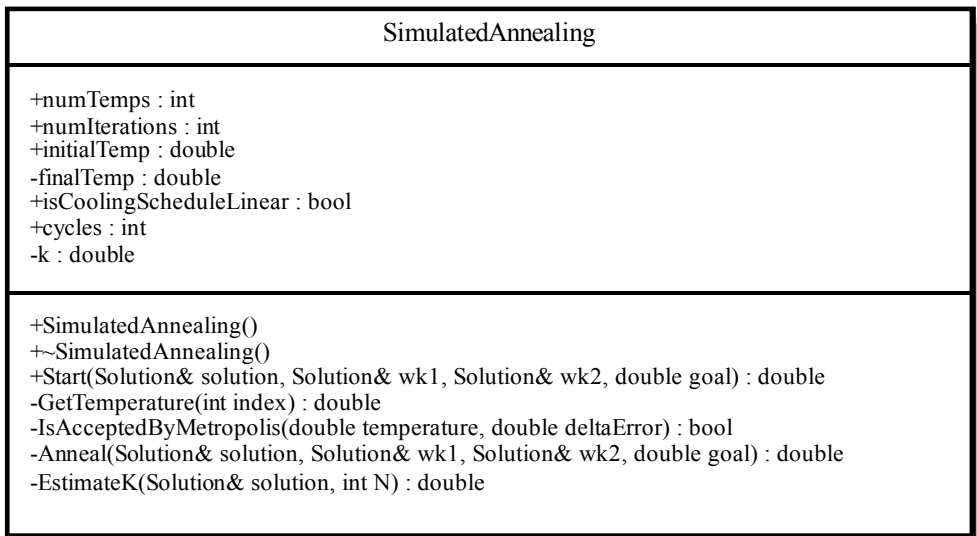 SimulatedAnnealing
+numTemps : int
+numIterations : int
+initialTemp : double
-finalTemp : double
+isCoolingScheduleLinear : bool
+cycles : int
-k : double
+SimulatedAnnealing()
+~SimulatedAnnealing()
+Start(Solution& solution, Solution& wk1, Solution& wk2, double goal) : double
-GetTemperature(int index) : double
-IsAcceptedByMetropolis(double temperature, double deltaError) : bool
-Anneal(Solution& solution, Solution& wk1, Solution& wk2, double goal) : double
-EstimateK(Solution& solution, int N) : double